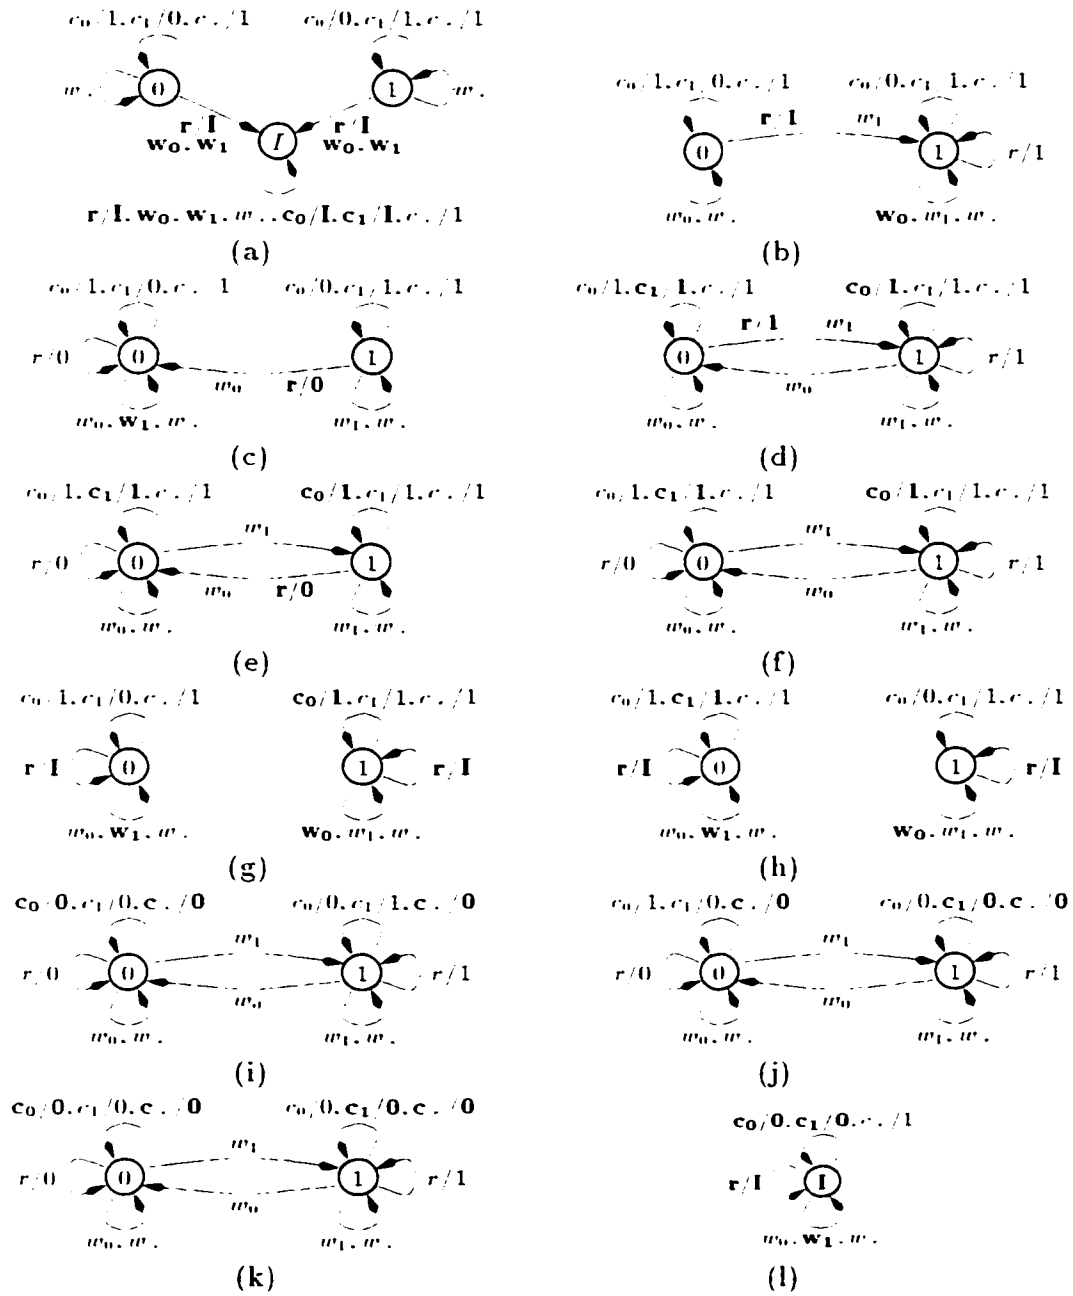 c₀/1. c₁/0. c./1
c₀/0. c₁/1. c./1
w.
0
1
w.
r/I
w₀. w₁
I
r/I
w₀. w₁
r/I. w₀. w₁. w.. c₀/I. c₁/I. c./1
(a)
c₀/1. c₁/0. c./1
c₀/0. c₁/1. c./1
r/1
w₁
0
1
r/1
w₀. w.
w₀. w₁. w.
(b)
c₀/1. c₁/0. c. 1
c₀/0. c₁/1. c./1
r/0
0
1
w₀
r/0
w₀. w₁. w.
w₁. w.
(c)
c₀/1. c₁/1. c./1
c₀/1. c₁/1. c./1
r/1
w₁
0
1
r/1
w₀
w₀. w.
w₁. w.
(d)
c₀/1. c₁/1. c./1
c₀/1. c₁/1. c./1
w₁
r/0
0
1
w₀
r/0
w₀. w.
w₁. w.
(e)
c₀/1. c₁/1. c./1
c₀/1. c₁/1. c./1
w₁
r/0
0
1
r/1
w₀
w₀. w.
w₁. w.
(f)
c₀/1. c₁/0. c./1
c₀/1. c₁/1. c./1
r/I
0
1
r/I
w₀. w₁. w.
w₀. w₁. w.
(g)
c₀/1. c₁/1. c./1
c₀/0. c₁/1. c./1
r/I
0
1
r/I
w₀. w₁. w.
w₀. w₁. w.
(h)
c₀/0. c₁/0. c./0
c₀/0. c₁/1. c./0
w₁
r/0
0
1
r/1
w₀
w₀. w.
w₁. w.
(i)
c₀/1. c₁/0. c./0
c₀/0. c₁/0. c./0
w₁
r/0
0
1
r/1
w₀
w₀. w.
w₁. w.
(j)
c₀/0. c₁/0. c./0
c₀/0. c₁/0. c./0
w₁
r/0
0
1
r/1
w₀
w₀. w.
w₁. w.
(k)
c₀/0. c₁/0. c./1
r/I
I
w₀. w₁. w.
(l)